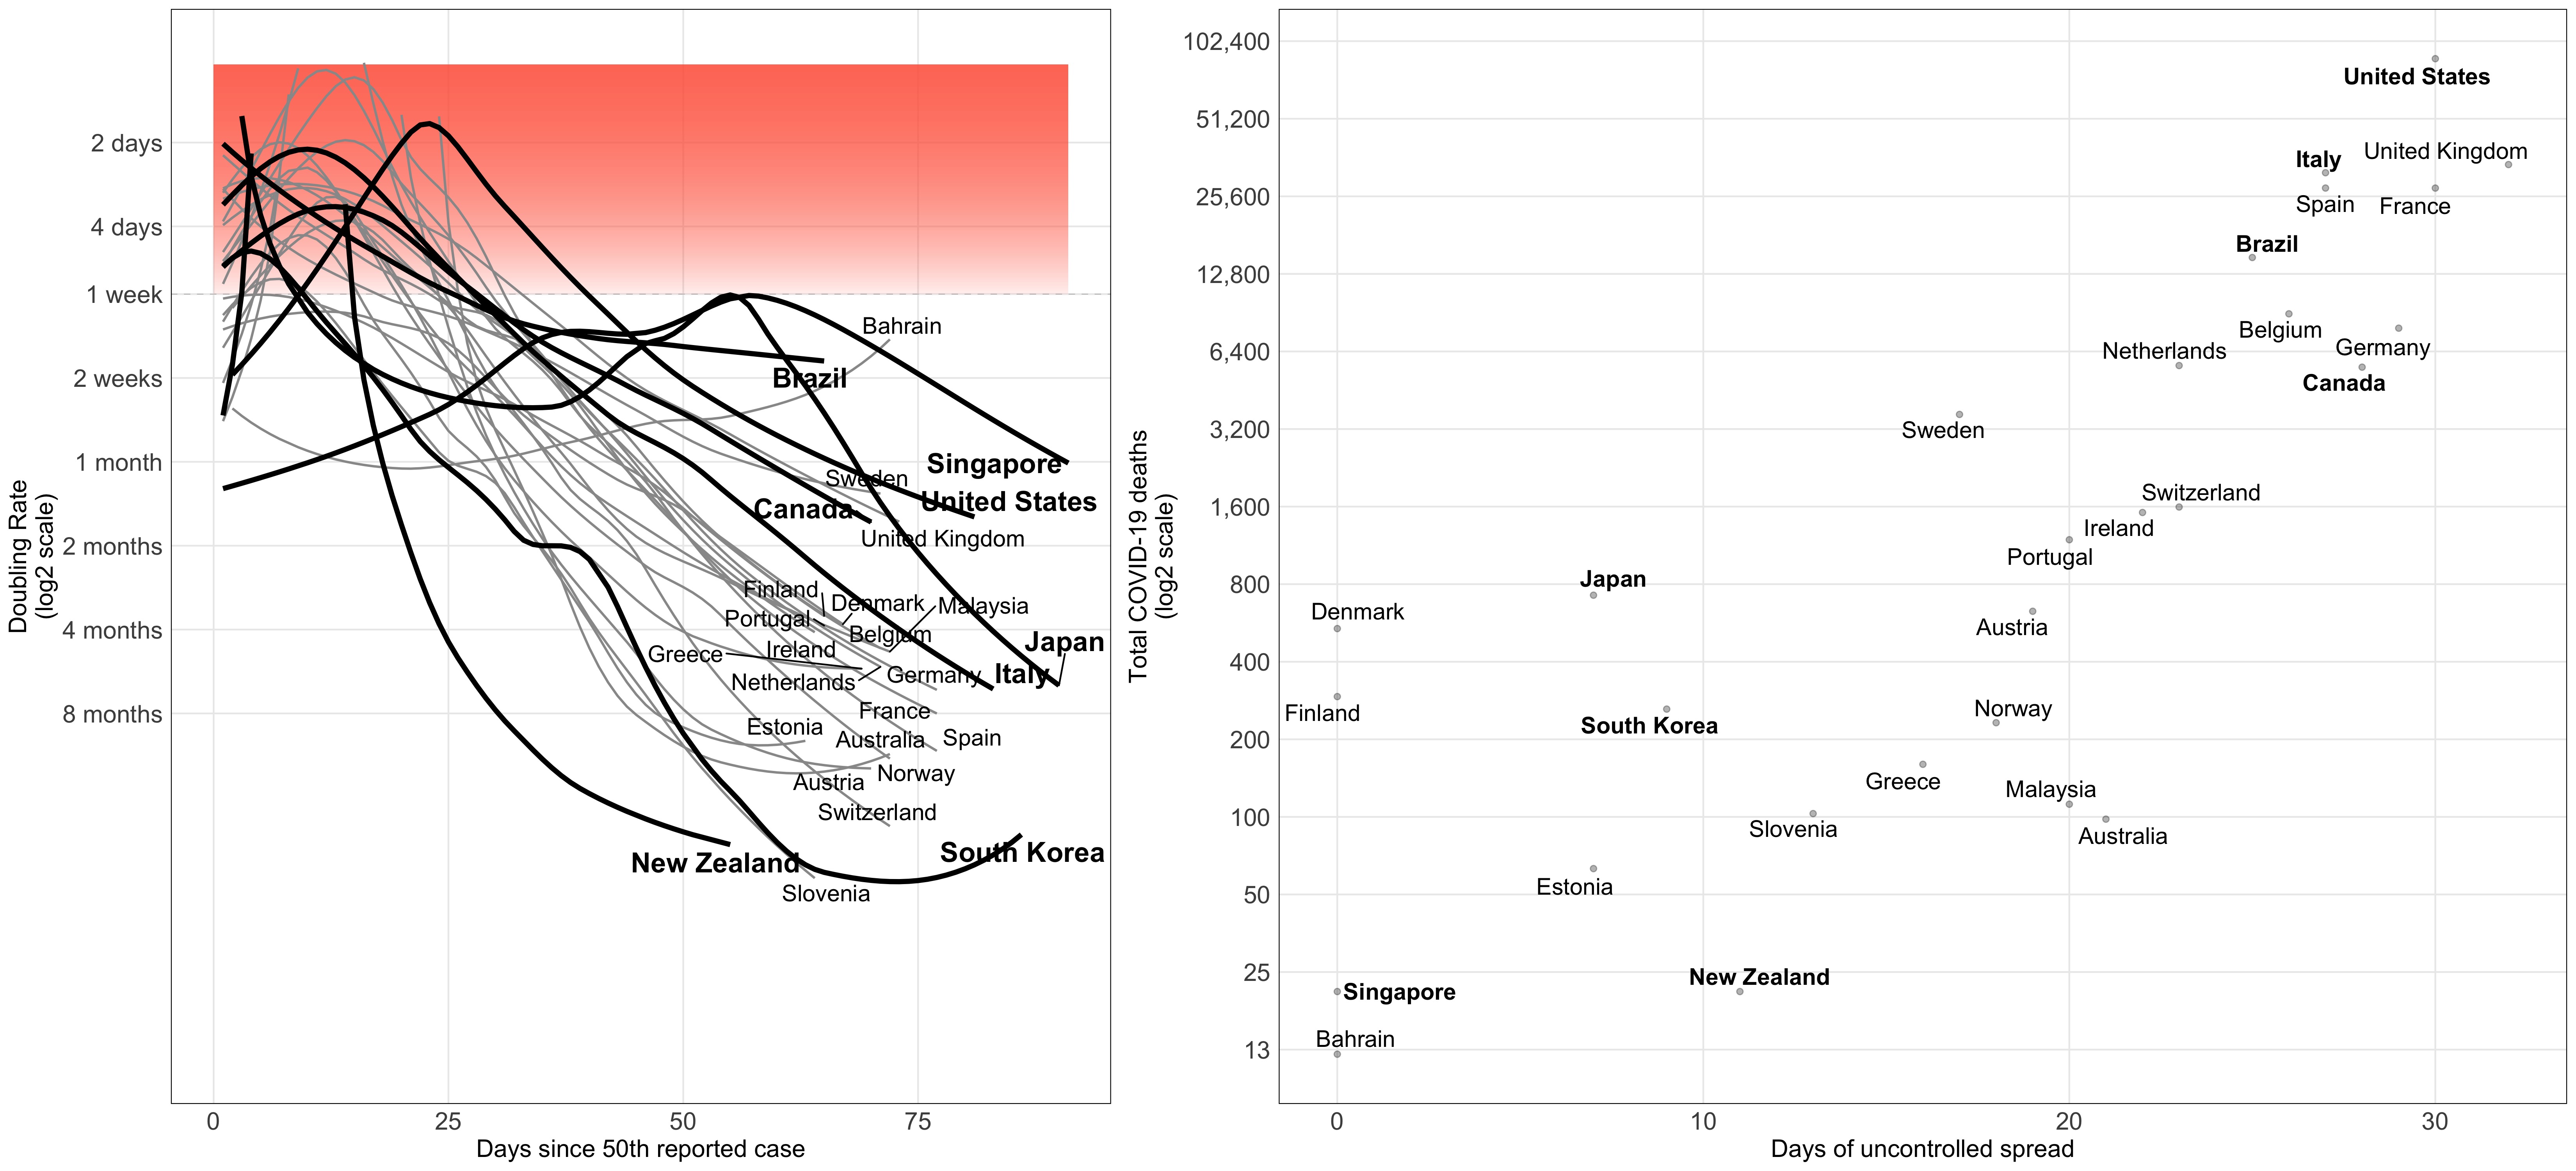 Doubling Rate
(log2 scale)
2 days
4 days
1 week
2 weeks
1 month
2 months
4 months
8 months
Bahrain
Brazil
Singapore
Sweden
United States
Canada
United Kingdom
Finland
Denmark
Malaysia
Portugal
Belgium
Japan
Ireland
Greece
Germany
Italy
Netherlands
France
Estonia
Australia
Spain
Norway
Austria
Switzerland
South Korea
New Zealand
Slovenia
0
25
50
75
Days since 50th reported case
Total COVID-19 deaths
(log2 scale)
102,400
51,200
25,600
12,800
6,400
3,200
1,600
800
400
200
100
50
25
13
United States
United Kingdom
Italy
Spain
France
Brazil
Belgium
Germany
Netherlands
Canada
Sweden
Switzerland
Ireland
Portugal
Japan
Denmark
Austria
Finland
Norway
South Korea
Greece
Malaysia
Slovenia
Australia
Estonia
New Zealand
Singapore
Bahrain
0
10
20
30
Days of uncontrolled spread